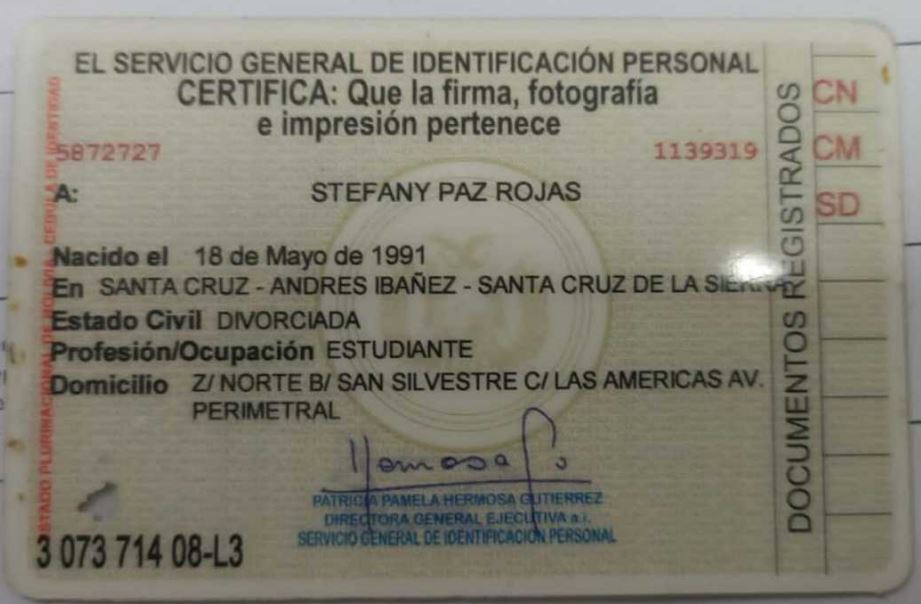 EL SERVICIO GENERAL DE IDENTIFICACIÓN PERSONAL
CERTIFICA: Que la firma, fotografía
e impresión pertenece
5872727 1139319
A: STEFANY PAZ ROJAS
Nacido el 18 de Mayo de 1991
En SANTA CRUZ - ANDRES IBAÑEZ - SANTA CRUZ DE LA SIERRA
Estado Civil DIVORCIADA
Profesión/Ocupación ESTUDIANTE
Domicilio Z/ NORTE B/ SAN SILVESTRE C/ LAS AMERICAS AV.
PERIMETRAL
PATRICIA PAMELA HERMOSA GUTIERREZ
DIRECTORA GENERAL EJECUTIVA a.i.
SERVICIO GENERAL DE IDENTIFICACIÓN PERSONAL
3 073 714 08-L3
ESTADO PLURINACIONAL DE BOLIVIA CEDULA DE IDENTIDAD
DOCUMENTOS REGISTRADOS
CN
CM
SD